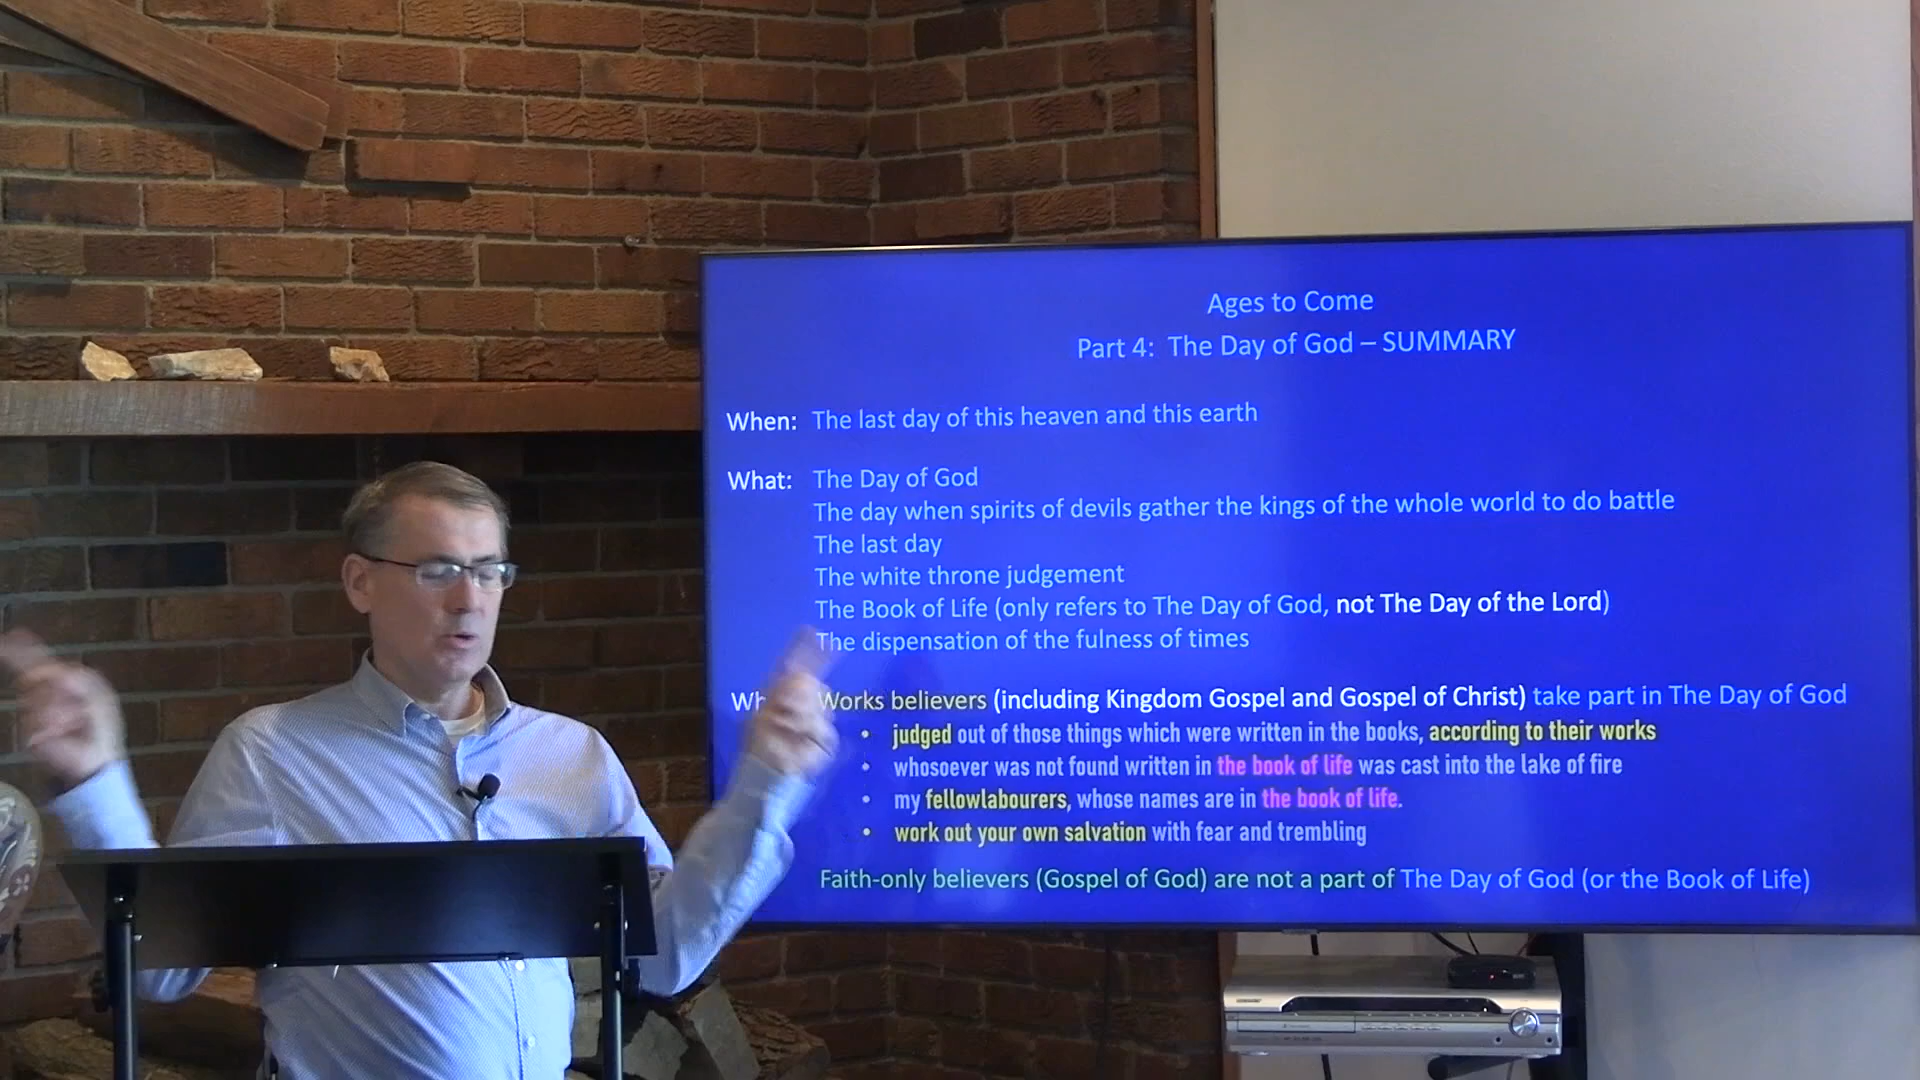 Ages to Come
Part 4: The Day of God – SUMMARY
When: The last day of this heaven and this earth
What: The Day of God
The day when spirits of devils gather the kings of the whole world to do battle
The last day
The white throne judgement
The Book of Life (only refers to The Day of God, not The Day of the Lord)
The dispensation of the fulness of times
Works believers (including Kingdom Gospel and Gospel of Christ) take part in The Day of God
• judged out of those things which were written in the books, according to their works
• whosoever was not found written in the book of life was cast into the lake of fire
• my fellowlabourers, whose names are in the book of life.
• work out your own salvation with fear and trembling
Faith-only believers (Gospel of God) are not a part of The Day of God (or the Book of Life)